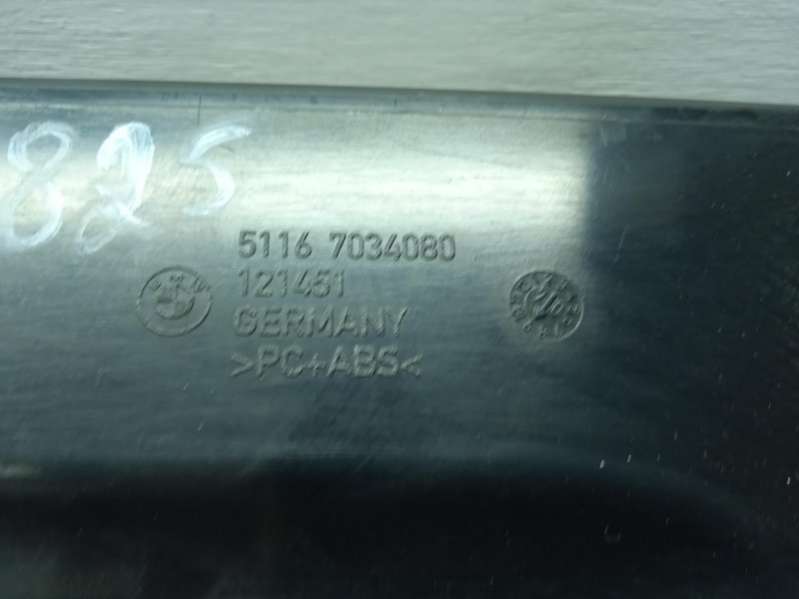 825
5116 7034080
121451
GERMANY
>PC+ABS<